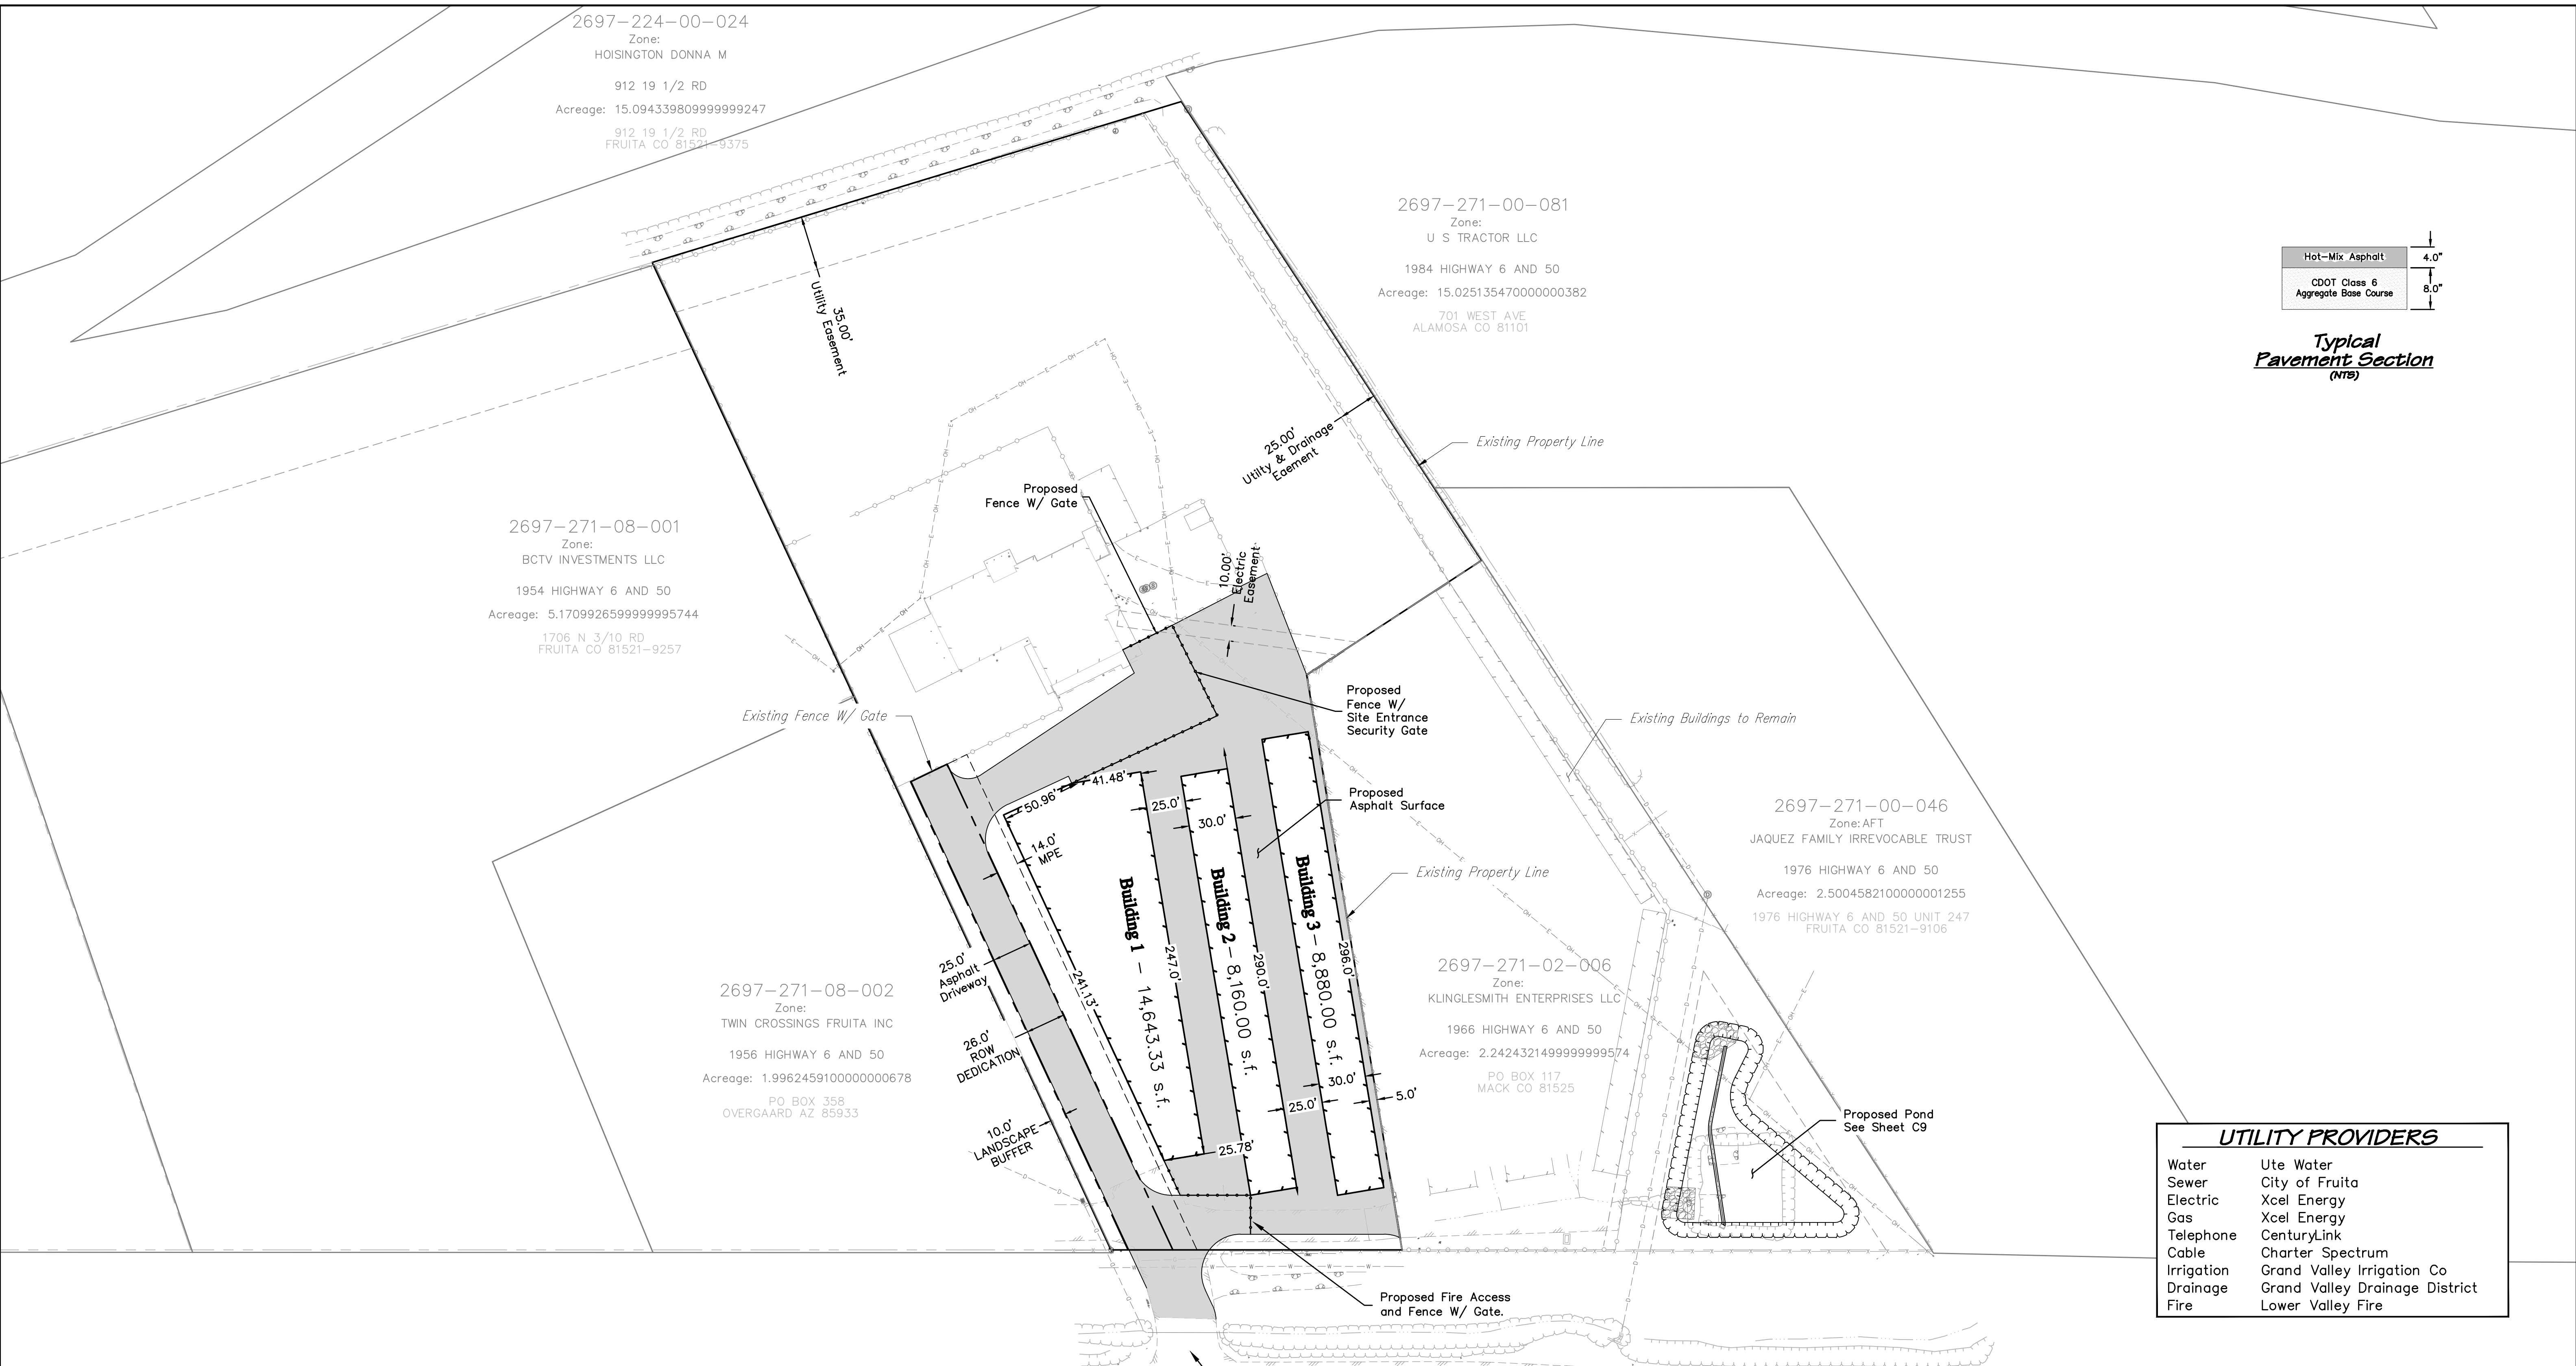 2697-224-00-024
Zone:
HOISINGTON DONNA M
912 19 1/2 RD
Acreage: 15.094339809999999247
912 19 1/2 RD
FRUITA CO 81521-9375
2697-271-00-081
Zone:
U S TRACTOR LLC
1984 HIGHWAY 6 AND 50
Acreage: 15.025135470000000382
701 WEST AVE
ALAMOSA CO 81101
Hot-Mix Asphalt
4.0"
CDOT Class 6
Aggregate Base Course
8.0"
Typical
Pavement Section
(NTS)
35.00'
Utility Easement
25.00'
Utilty & Drainage
Eaement
Existing Property Line
Proposed
Fence W/ Gate
10.00'
Electric
Easement
2697-271-08-001
Zone:
BCTV INVESTMENTS LLC
1954 HIGHWAY 6 AND 50
Acreage: 5.1709926599999995744
1706 N 3/10 RD
FRUITA CO 81521-9257
Existing Fence W/ Gate
Proposed
Fence W/
Site Entrance
Security Gate
Existing Buildings to Remain
50.96'
41.48'
25.0'
30.0'
Proposed
Asphalt Surface
14.0'
MPE
Existing Property Line
2697-271-00-046
Zone: AFT
JAQUEZ FAMILY IRREVOCABLE TRUST
1976 HIGHWAY 6 AND 50
Acreage: 2.5004582100000001255
1976 HIGHWAY 6 AND 50 UNIT 247
FRUITA CO 81521-9106
Building 1 - 14,643.33 s.f.
247.0'
241.13'
Building 2 - 8,160.00 s.f.
290.0'
Building 3 - 8,880.00 s.f.
296.0'
25.0'
Asphalt
Driveway
26.0'
ROW
DEDICATION
10.0'
LANDSCAPE
BUFFER
2697-271-08-002
Zone:
TWIN CROSSINGS FRUITA INC
1956 HIGHWAY 6 AND 50
Acreage: 1.9962459100000000678
PO BOX 358
OVERGAARD AZ 85933
2697-271-02-006
Zone:
KLINGLESMITH ENTERPRISES LLC
1966 HIGHWAY 6 AND 50
Acreage: 2.2424321499999999574
PO BOX 117
MACK CO 81525
30.0'
25.0'
5.0'
25.78'
Proposed Pond
See Sheet C9
Proposed Fire Access
and Fence W/ Gate.
UTILITY PROVIDERS
Water Ute Water
Sewer City of Fruita
Electric Xcel Energy
Gas Xcel Energy
Telephone CenturyLink
Cable Charter Spectrum
Irrigation Grand Valley Irrigation Co
Drainage Grand Valley Drainage District
Fire Lower Valley Fire